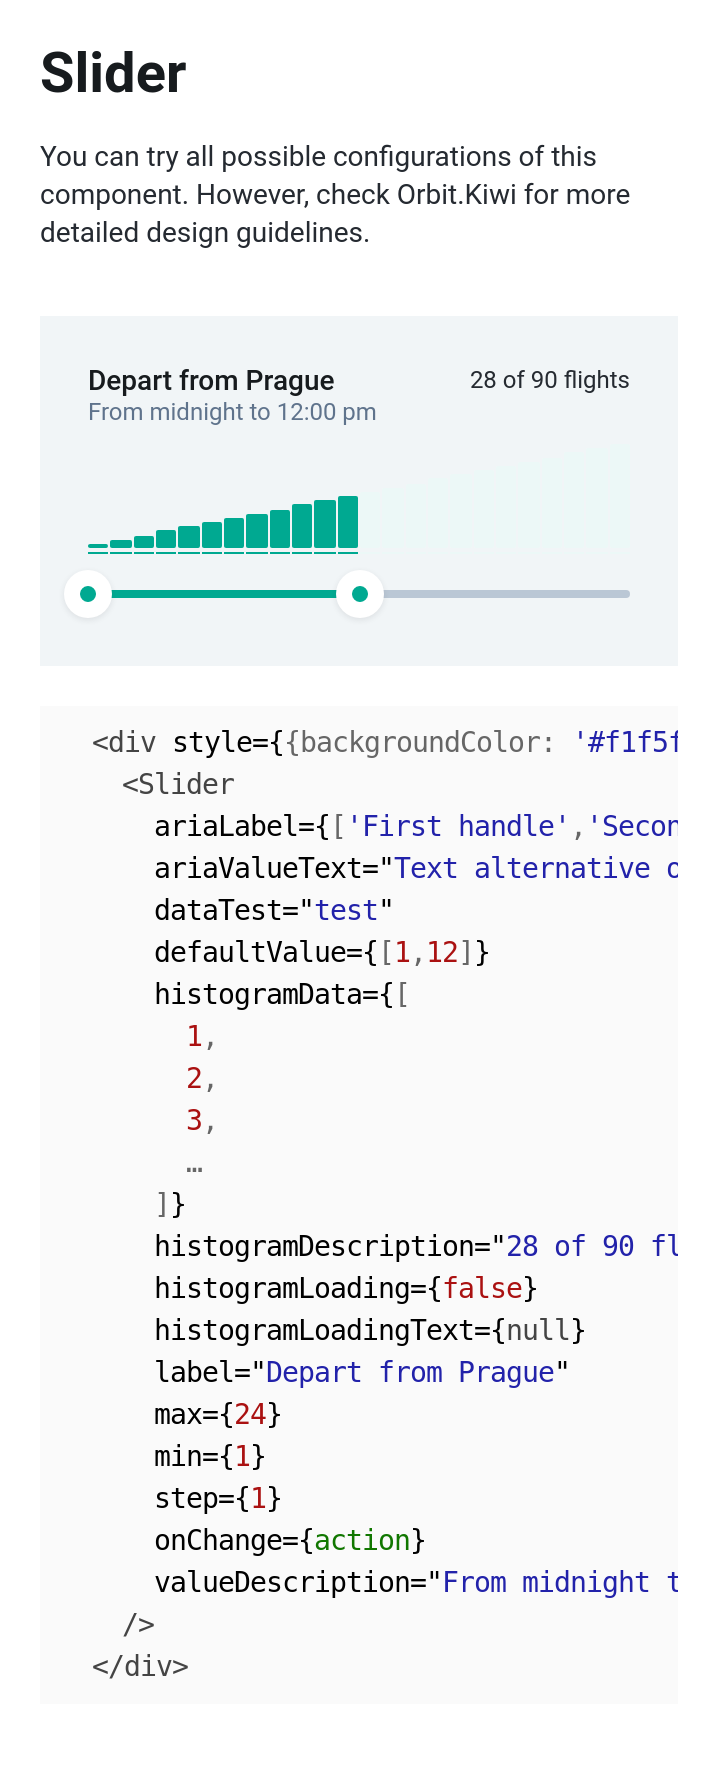 Slider
You can try all possible configurations of this
component. However, check Orbit.Kiwi for more
detailed design guidelines.
Depart from Prague
28 of 90 flights
From midnight to 12:00 pm
<div style={{backgroundColor: '#f1f5f
<Slider
ariaLabel={['First handle','Secon
ariaValueText="Text alternative o
dataTest="test"
defaultValue={[1,12]}
histogramData={[
1,
2,
3,
…
]}
histogramDescription="28 of 90 fl
histogramLoading={false}
histogramLoadingText={null}
label="Depart from Prague"
max={24}
min={1}
step={1}
onChange={action}
valueDescription="From midnight t
/>
</div>